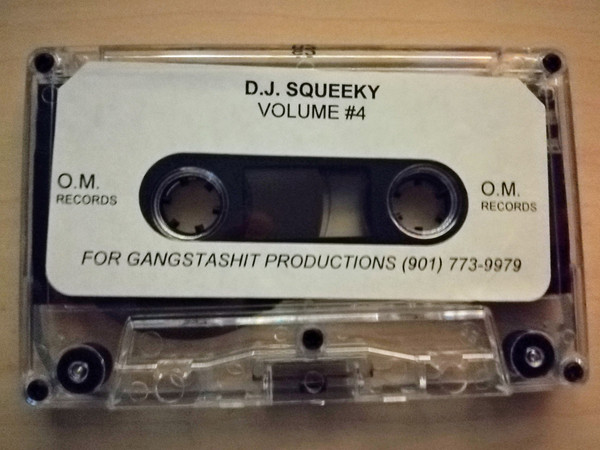 D.J. SQUEEKY
VOLUME #4
O.M.
RECORDS
O.M.
RECORDS
FOR GANGSTASHIT PRODUCTIONS (901) 773-9979